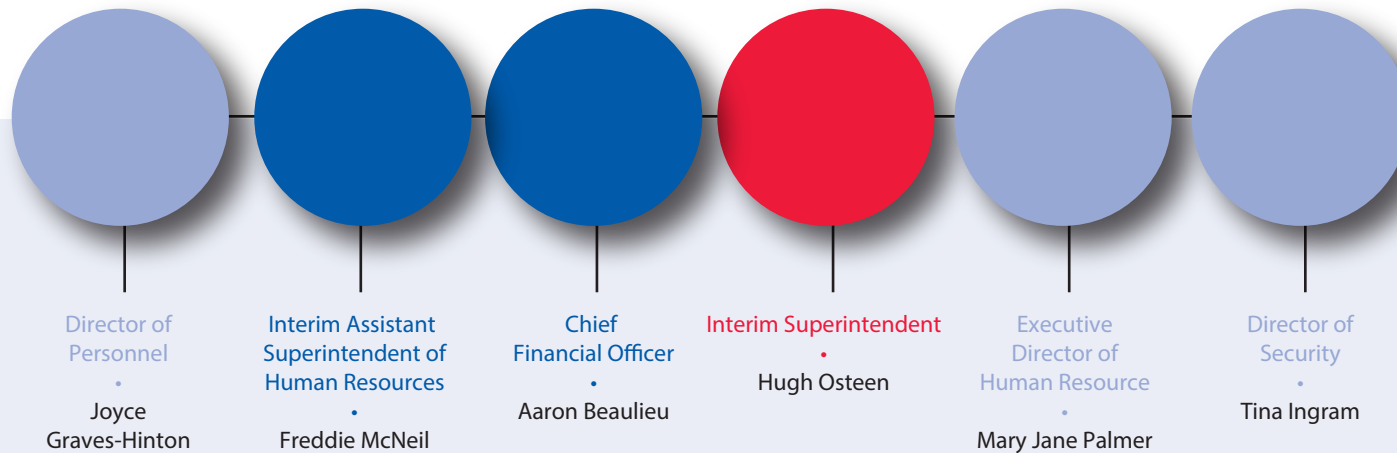 Director of
Personnel
•
Joyce
Graves-Hinton
Interim Assistant
Superintendent of
Human Resources
•
Freddie McNeil
Chief
Financial Officer
•
Aaron Beaulieu
Interim Superintendent
•
Hugh Osteen
Executive
Director of
Human Resource
•
Mary Jane Palmer
Director of
Security
•
Tina Ingram